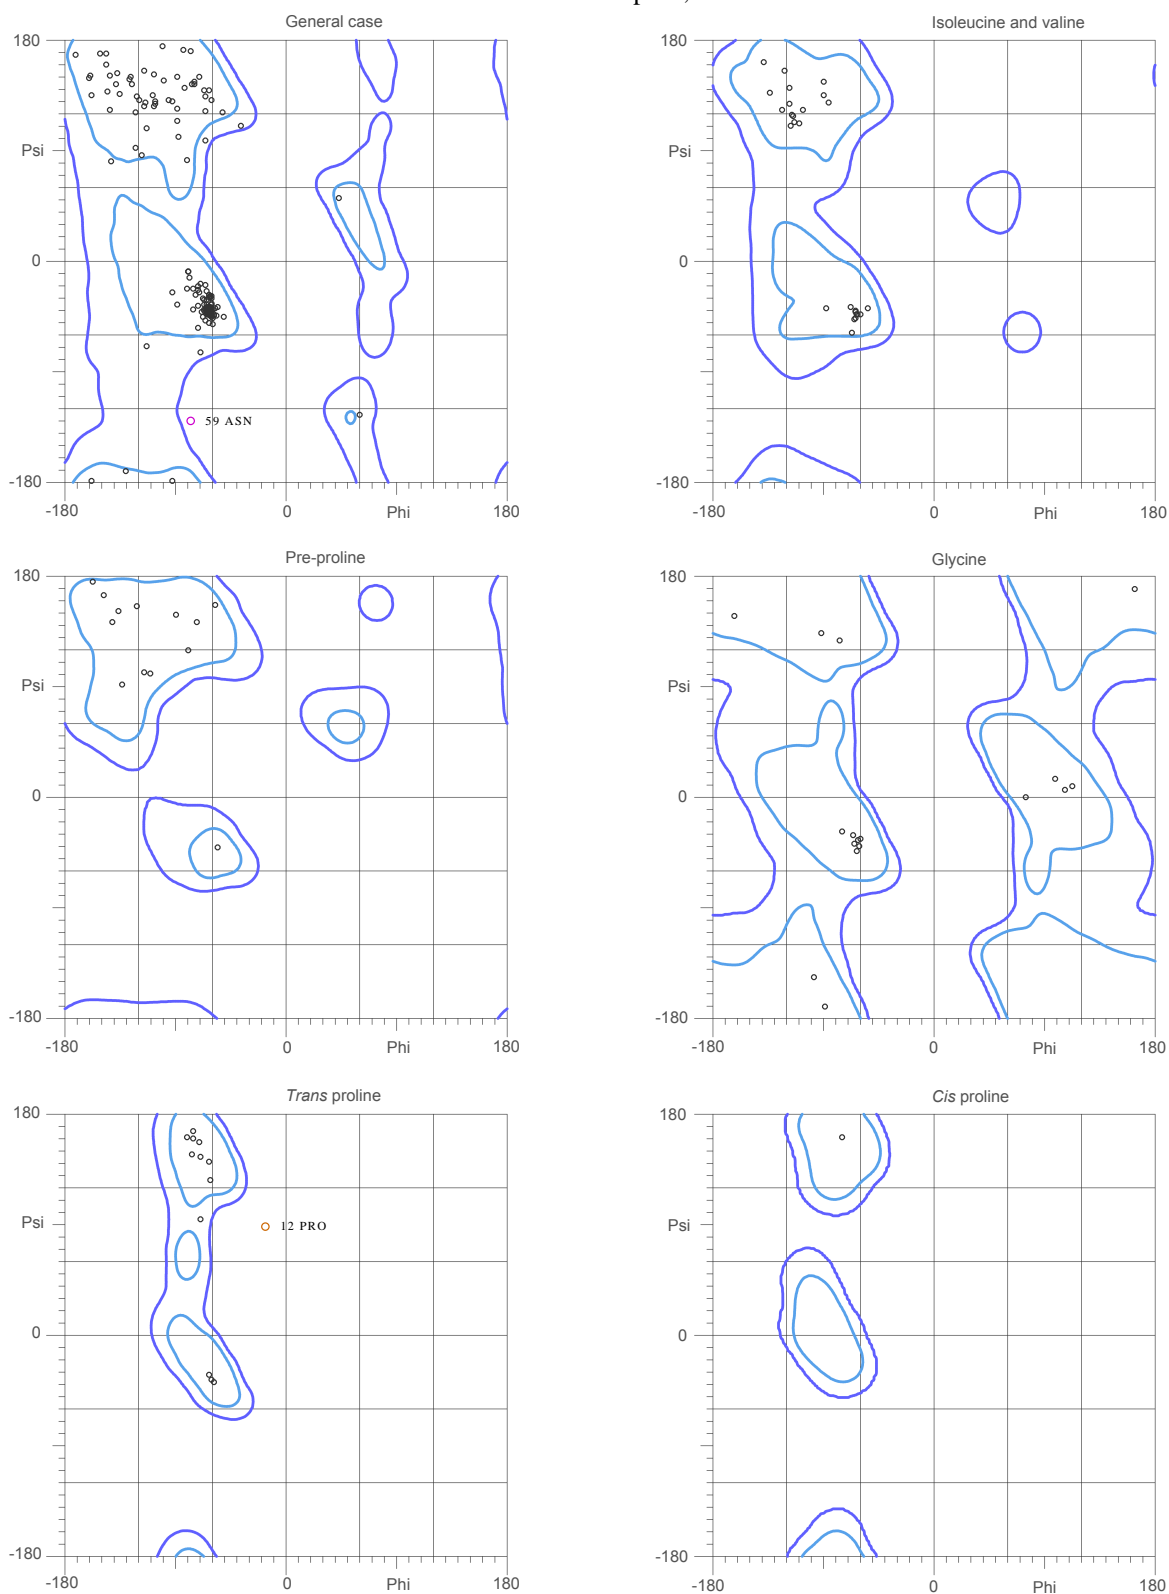 General case
180
Psi
0
-180
-180
0
Phi
180
59 ASN
Isoleucine and valine
180
Psi
0
-180
-180
0
Phi
180
Pre-proline
180
Psi
0
-180
-180
0
Phi
180
Glycine
180
Psi
0
-180
-180
0
Phi
180
Trans proline
180
Psi
0
-180
-180
0
Phi
180
12 PRO
Cis proline
180
Psi
0
-180
-180
0
Phi
180